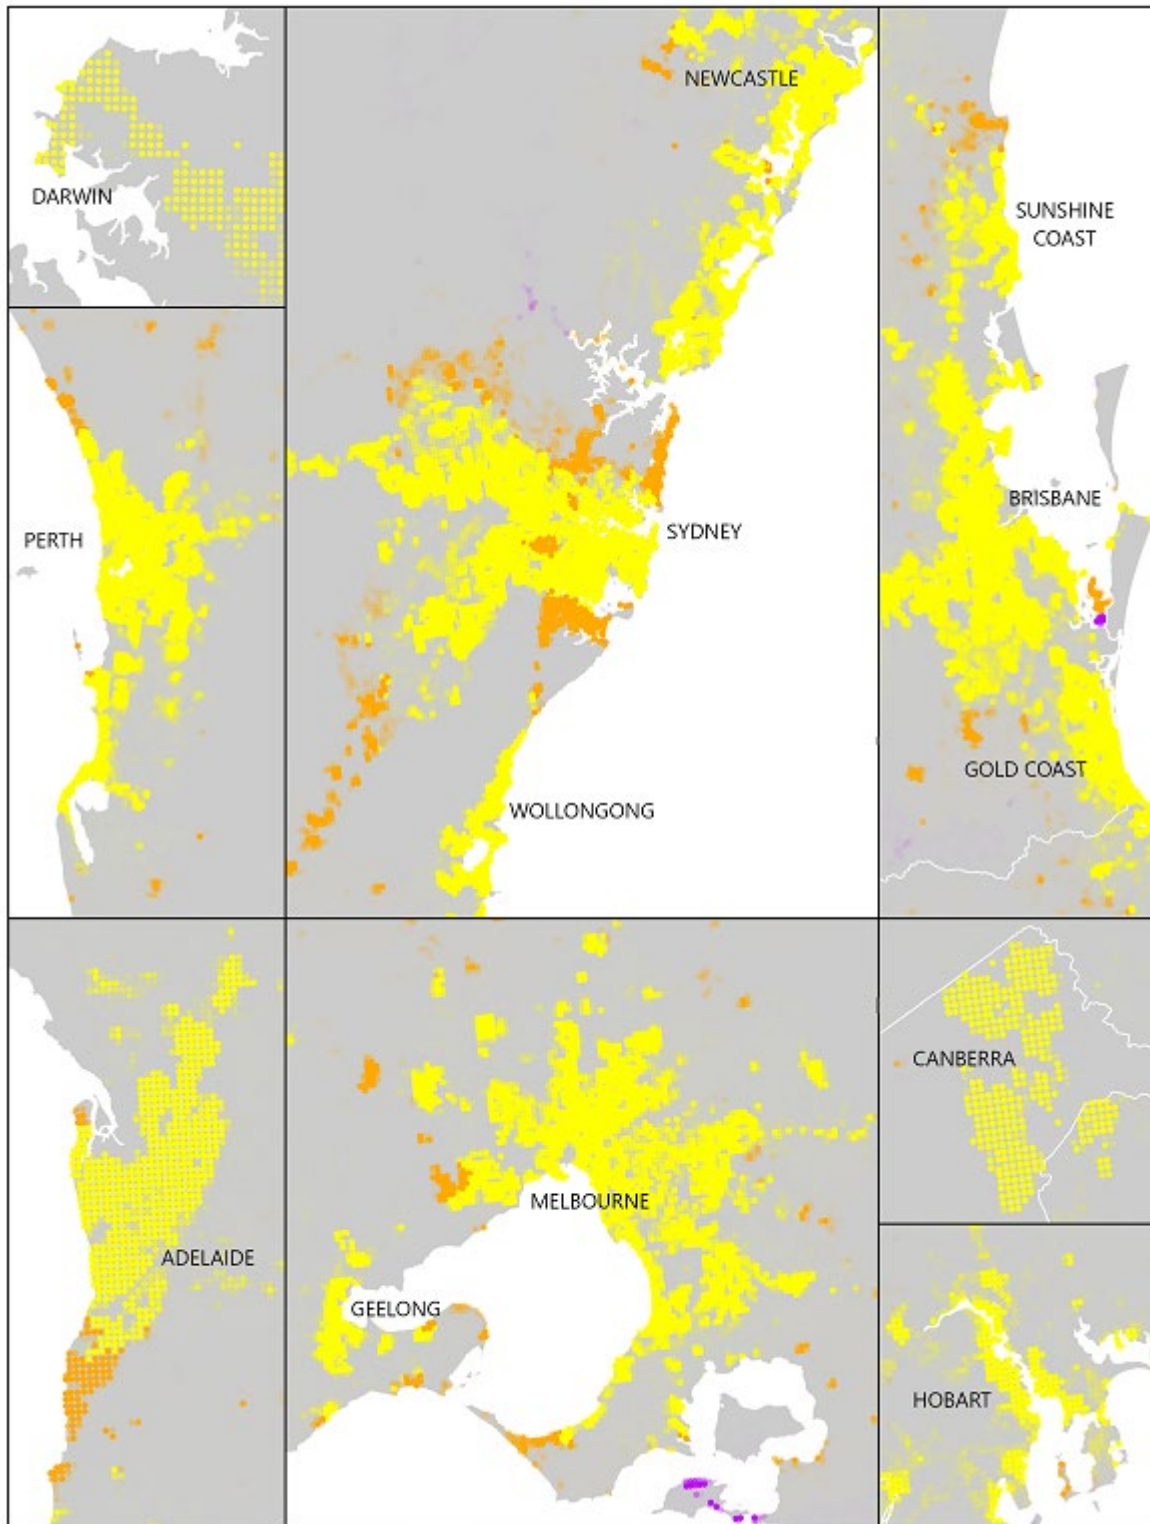 DARWIN
NEWCASTLE
SUNSHINE
COAST
PERTH
SYDNEY
BRISBANE
WOLLONGONG
GOLD COAST
ADELAIDE
MELBOURNE
GEELONG
CANBERRA
HOBART